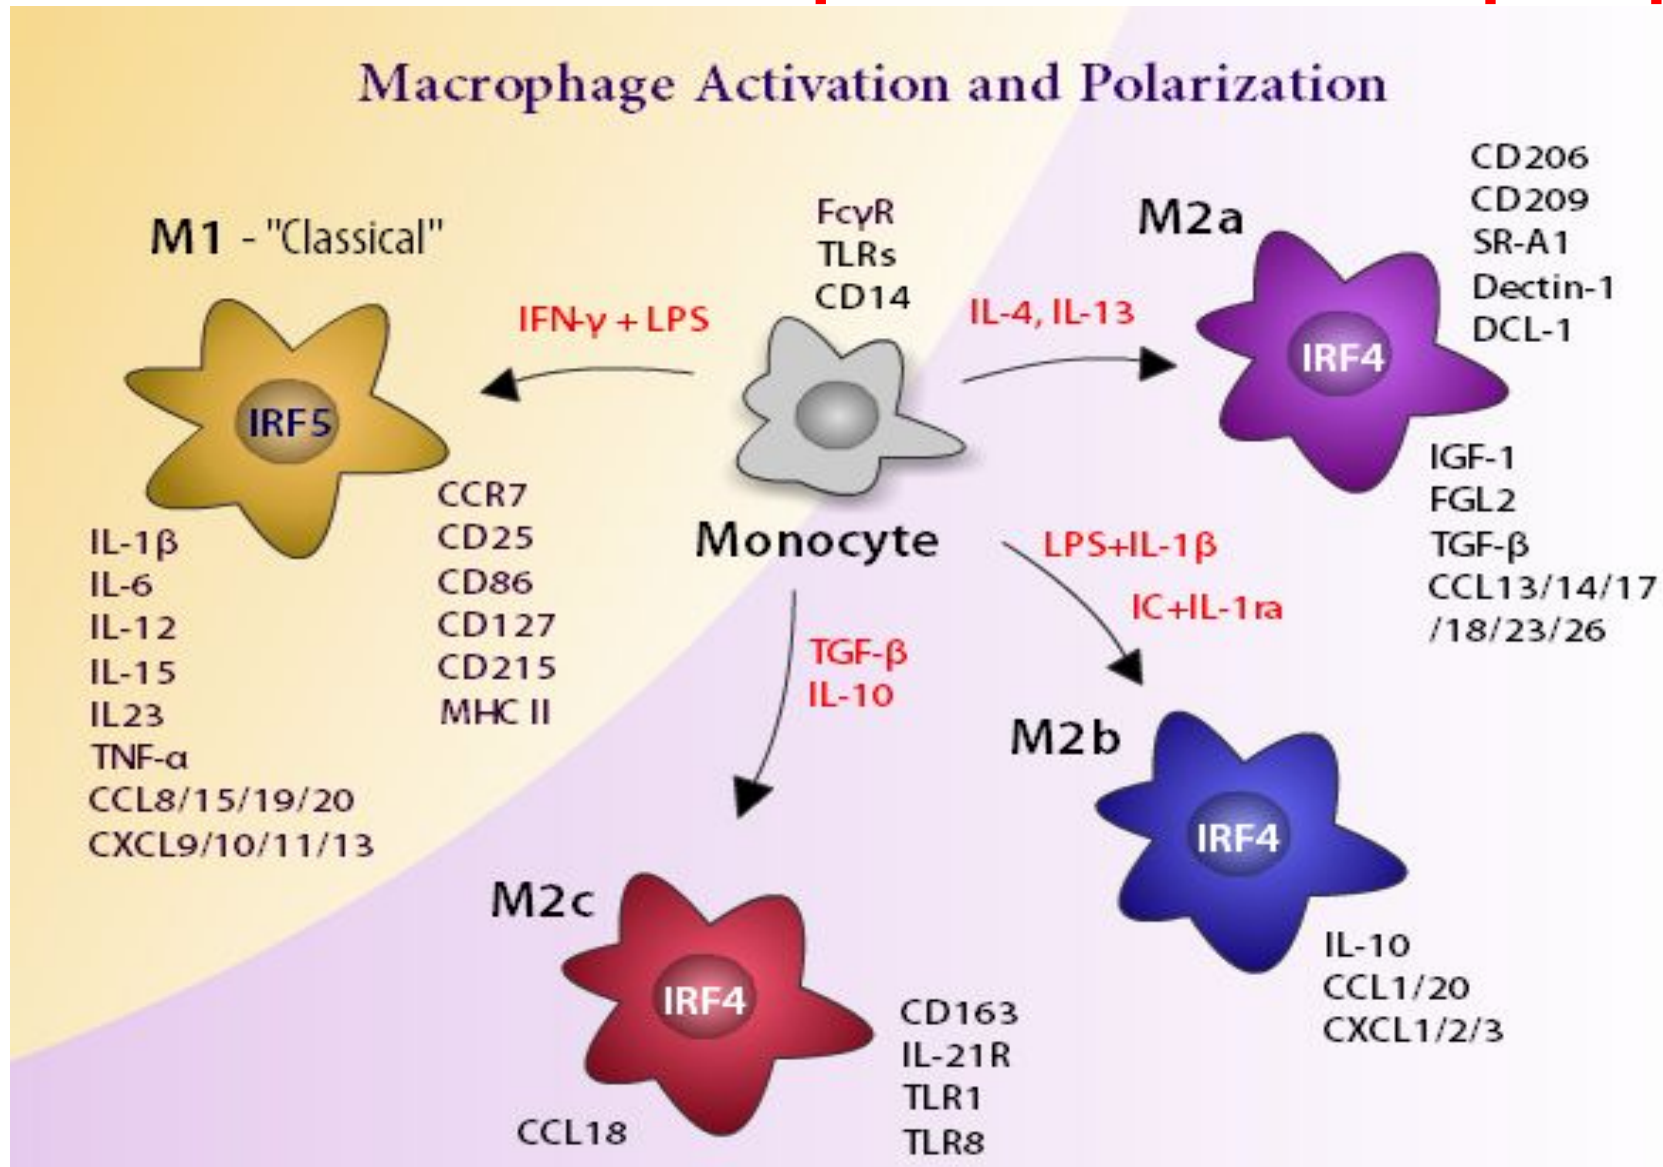 Macrophage Activation and Polarization
M1 - "Classical"
IRF5
IL-1β
IL-6
IL-12
IL-15
IL23
TNF-α
CCL8/15/19/20
CXCL9/10/11/13
CCR7
CD25
CD86
CD127
CD215
MHC II
IFN-γ + LPS
FcγR
TLRs
CD14
Monocyte
IL-4, IL-13
M2a
IRF4
CD206
CD209
SR-A1
Dectin-1
DCL-1
IGF-1
FGL2
TGF-β
CCL13/14/17
/18/23/26
LPS+IL-1β
IC+IL-1ra
M2b
IRF4
IL-10
CCL1/20
CXCL1/2/3
TGF-β
IL-10
M2c
IRF4
CCL18
CD163
IL-21R
TLR1
TLR8